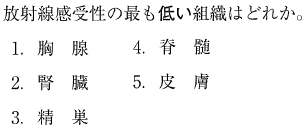 放射線感受性の最も低い組織はどれか。
1. 胸　腺　　4. 脊　髄
2. 腎　臓　　5. 皮　膚
3. 精　巣